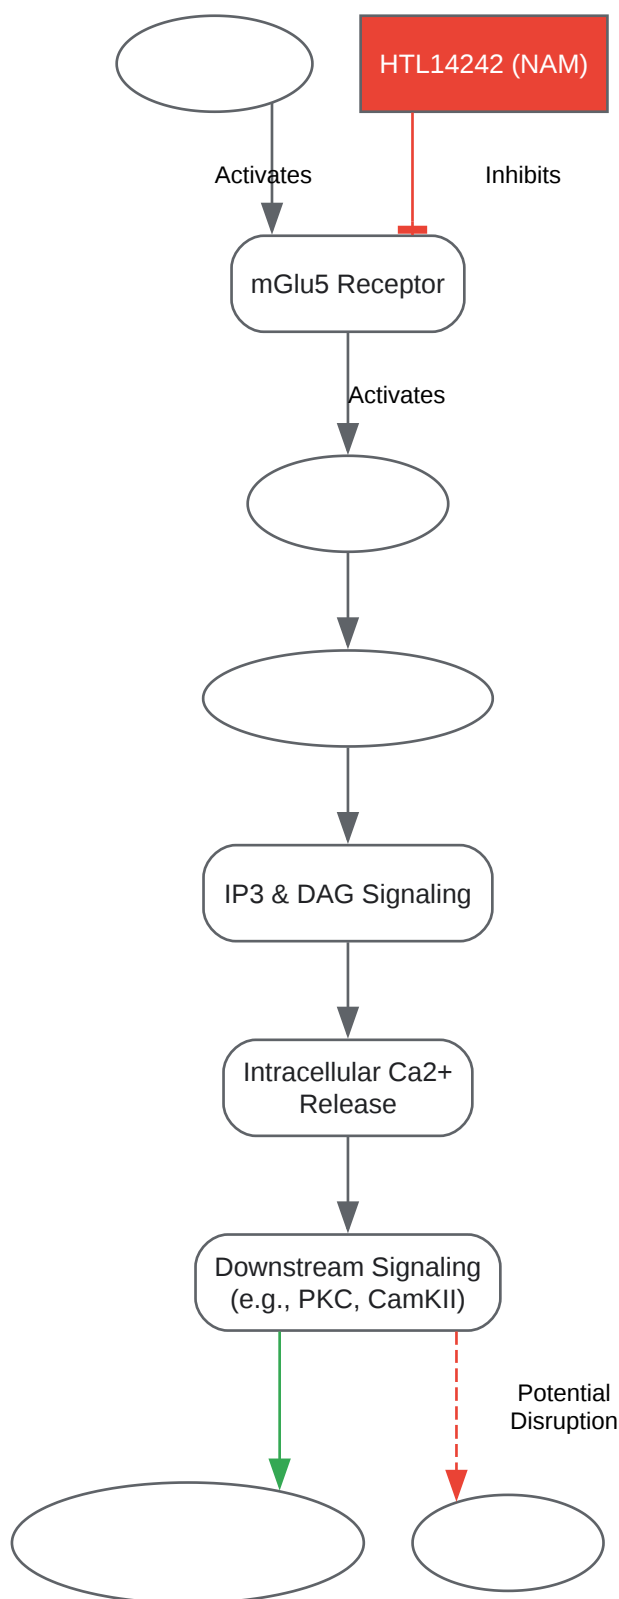 HTL14242 (NAM)
Activates
Inhibits
mGlu5 Receptor
Activates
IP3 & DAG Signaling
Intracellular Ca2+
Release
Downstream Signaling
(e.g., PKC, CamKII)
Potential
Disruption